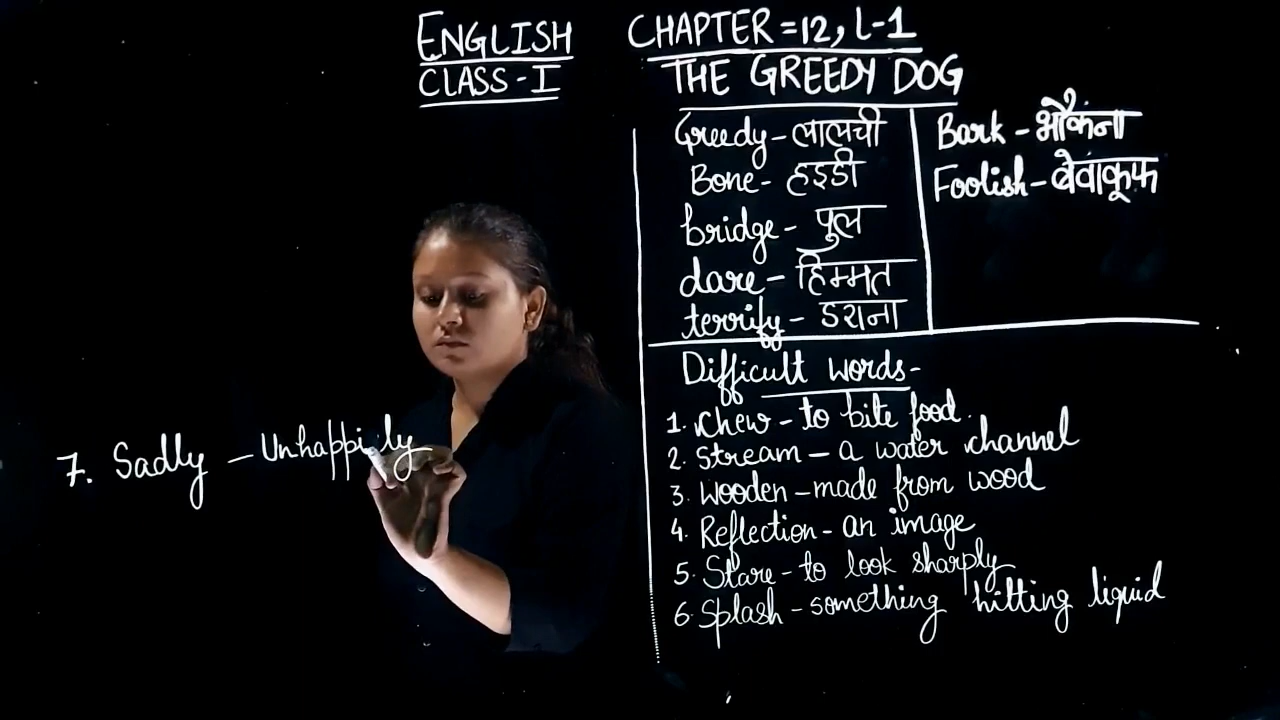 ENGLISH
CLASS-I
CHAPTER=12, L-1
THE GREEDY DOG
Greedy - लालची
Bone - हड्डी
bridge - पुल
dare - हिम्मत
terrify - डराना
Bark - भौकंना
Foolish - बेवांकूफ
Difficult words-
1. Chew - to bite food.
2. Stream - a water channel
3. Wooden - made from wood
4. Reflection - an image
5. Stare - to look sharply
6. Splash - something hitting liquid
7. Sadly - Unhappily